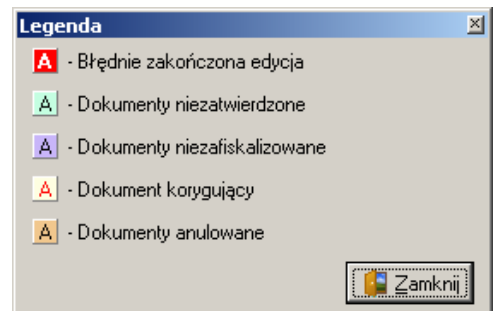 Legenda
A - Błędnie zakończona edycja
A - Dokumenty niezatwierdzone
A - Dokumenty niezafiskalizowane
A - Dokument korygujący
A - Dokumenty anulowane
Zamknij